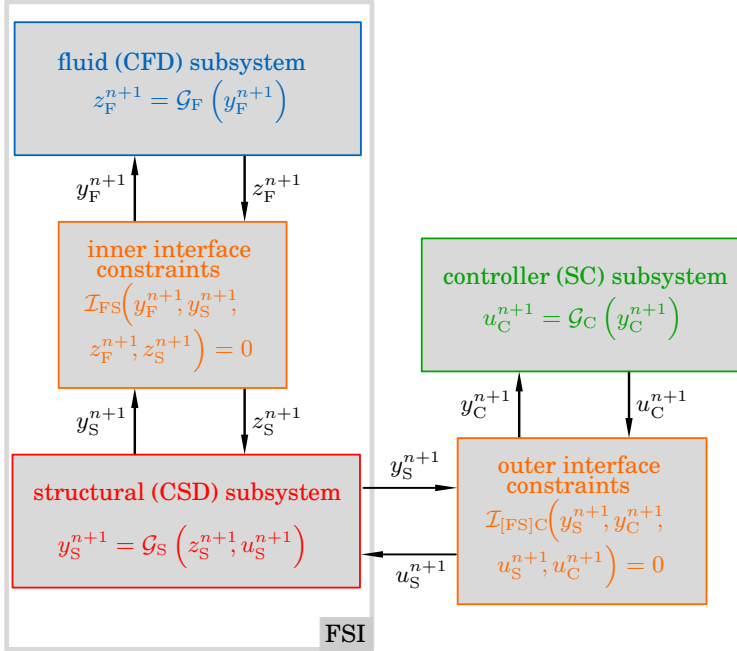 fluid (CFD) subsystem
z_F^{n+1} = 𝒢_F (y_F^{n+1})
y_F^{n+1}
z_F^{n+1}
inner interface
constraints
ℐ_FS(y_F^{n+1}, y_S^{n+1},
z_F^{n+1}, z_S^{n+1}) = 0
y_S^{n+1}
z_S^{n+1}
structural (CSD) subsystem
y_S^{n+1} = 𝒢_S (z_S^{n+1}, u_S^{n+1})
FSI
controller (SC) subsystem
u_C^{n+1} = 𝒢_C (y_C^{n+1})
y_C^{n+1}
u_C^{n+1}
y_S^{n+1}
u_S^{n+1}
outer interface
constraints
ℐ_[FS]C(y_S^{n+1}, y_C^{n+1},
u_S^{n+1}, u_C^{n+1}) = 0